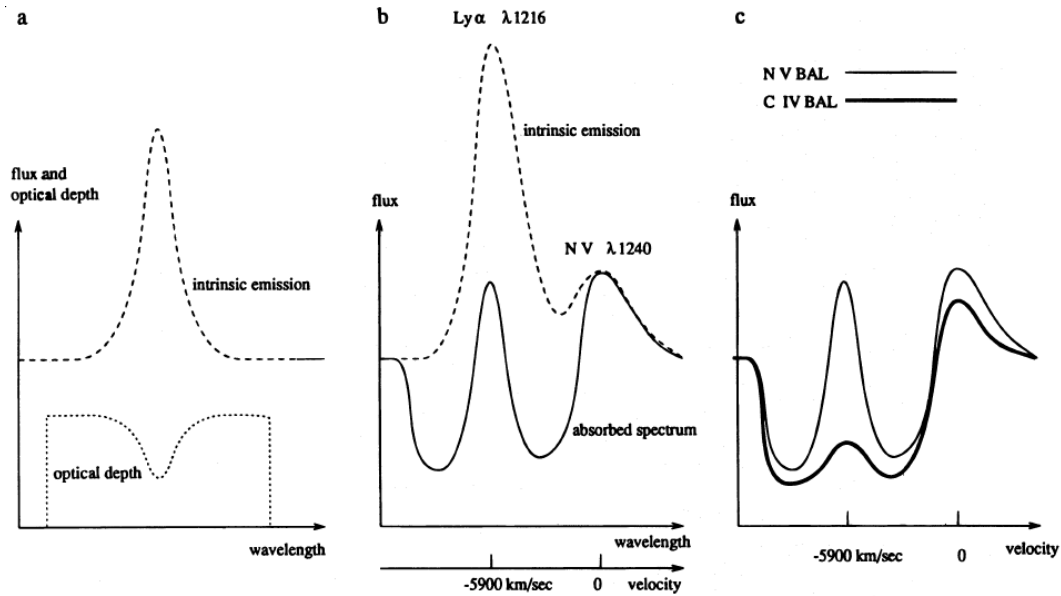 a
flux and
optical depth
intrinsic emission
optical depth
wavelength
b
Ly α λ1216
intrinsic emission
flux
N V λ1240
absorbed spectrum
wavelength
-5900 km/sec 0 velocity
c
N V BAL
C IV BAL
flux
-5900 km/sec 0 velocity